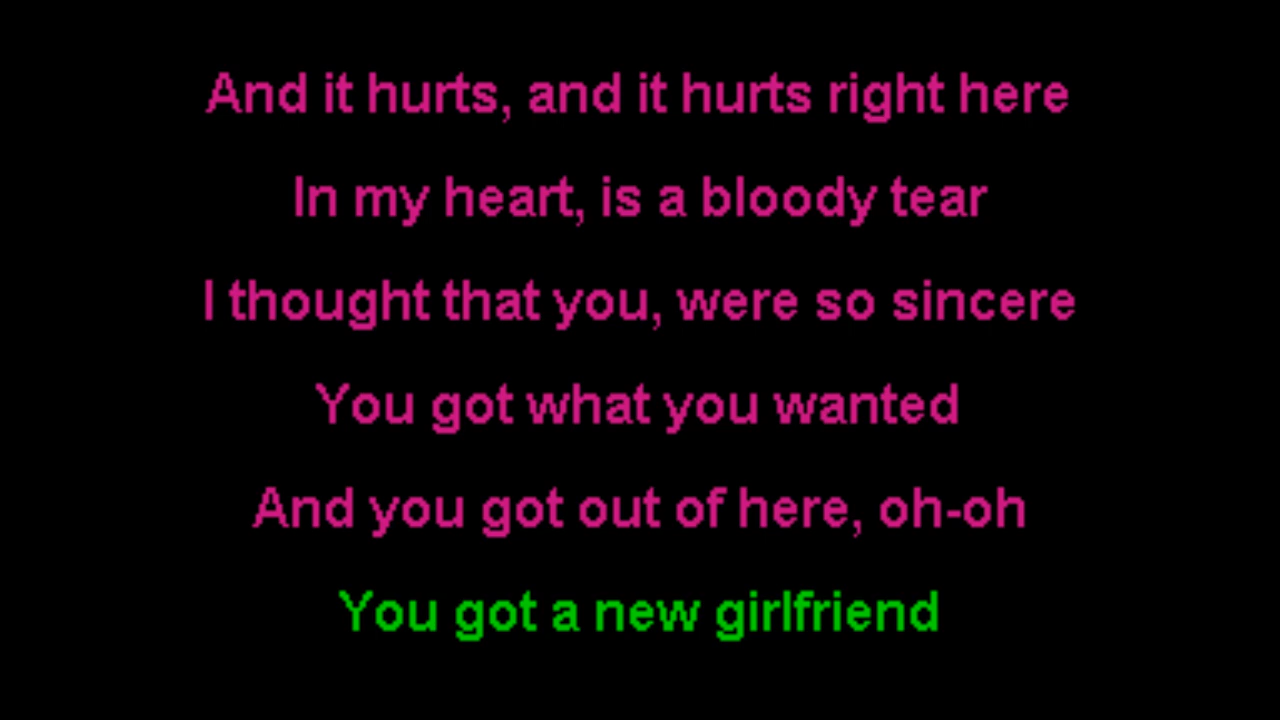 And it hurts, and it hurts right here
In my heart, is a bloody tear
I thought that you, were so sincere
You got what you wanted
And you got out of here, oh-oh
You got a new girlfriend